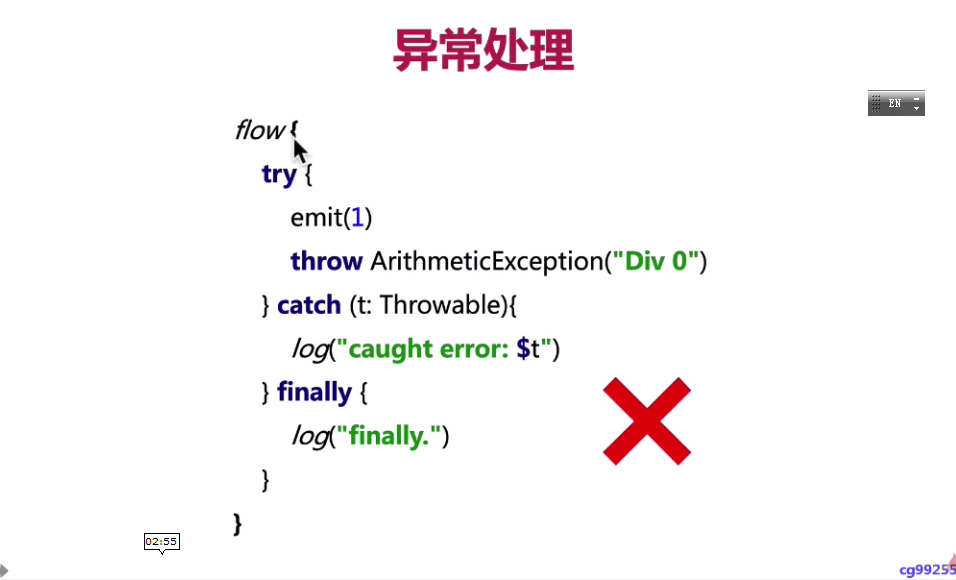 异常处理
EN
flow {
try {
emit(1)
throw ArithmeticException("Div 0")
} catch (t: Throwable){
log("caught error: $t")
} finally {
log("finally.")
}
}
02:55
cg99255